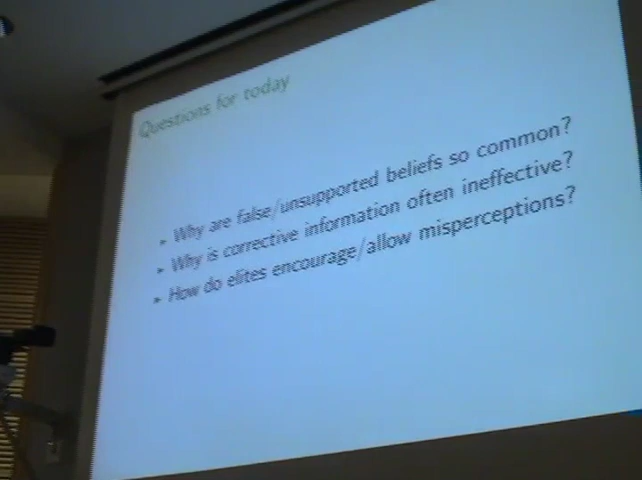 Questions for today
▸ Why are false/unsupported beliefs so common?
▸ Why is corrective information often ineffective?
▸ How do elites encourage/allow misperceptions?